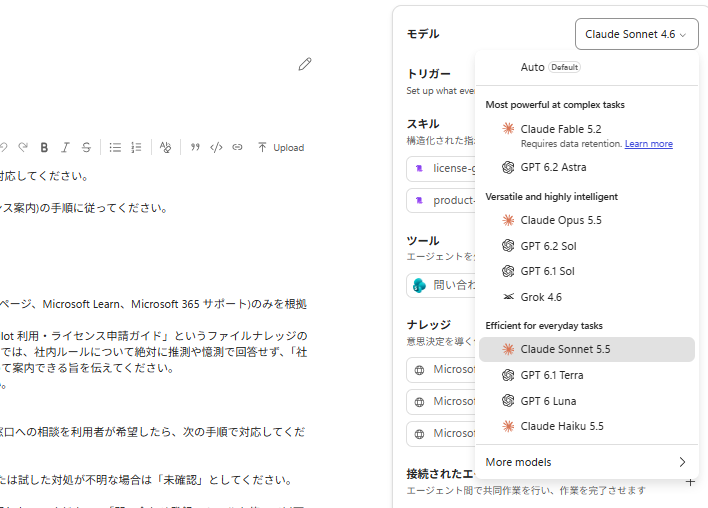 Upload
対応してください。
ンス案内)の手順に従ってください。
ページ、Microsoft Learn、Microsoft 365 サポート)のみを根拠
lot 利用・ライセンス申請ガイド」というファイルナレッジの
では、社内ルールについて絶対に推測や憶測で回答せず、「社
て案内できる旨を伝えてください。
窓口への相談を利用者が希望したら、次の手順で対応してくだ
たは試した対処が不明な場合は「未確認」としてください。
モデル
Claude Sonnet 4.6
トリガー
Set up what eve
スキル
構造化された指
license-g
product-
ツール
エージェントを
問い合わ
ナレッジ
意思決定を導く
Microsof
Microsof
Microsof
接続されたエ
エージェント間で共同作業を行い、作業を完了させます
Auto Default
Most powerful at complex tasks
Claude Fable 5.2
Requires data retention. Learn more
GPT 6.2 Astra
Versatile and highly intelligent
Claude Opus 5.5
GPT 6.2 Sol
GPT 6.1 Sol
Grok 4.6
Efficient for everyday tasks
Claude Sonnet 5.5
GPT 6.1 Terra
GPT 6 Luna
Claude Haiku 5.5
More models